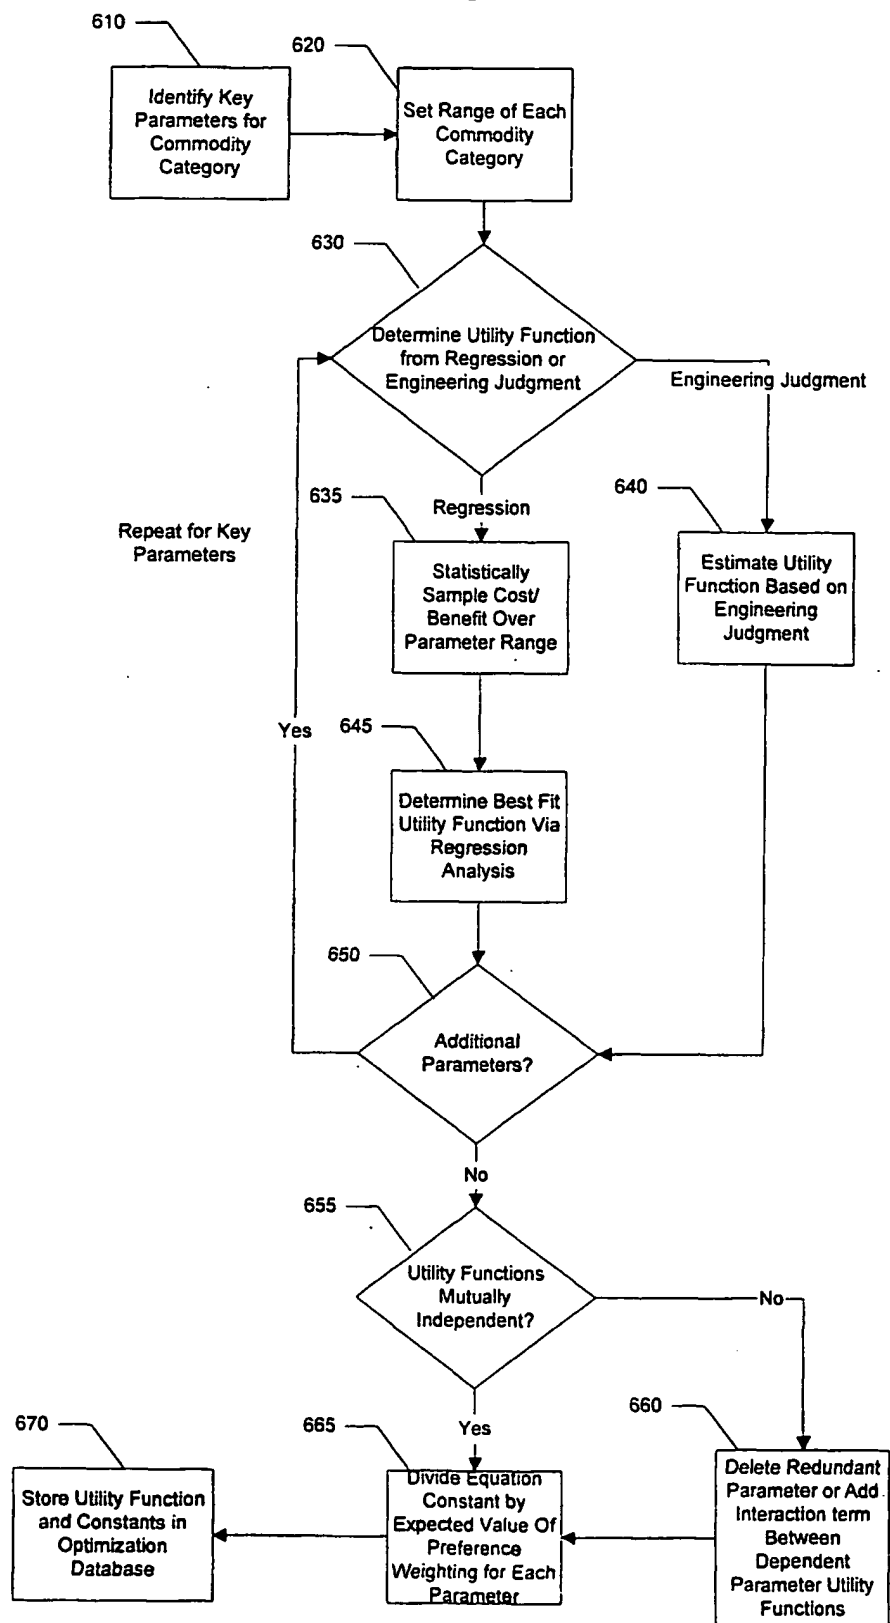 610
620
Identify Key
Parameters for
Commodity
Category
Set Range of Each
Commodity
Category
630
Determine Utility Function
from Regression or
Engineering Judgment
Engineering Judgment
635
Regression
640
Repeat for Key
Parameters
Statistically
Sample Cost/
Benefit Over
Parameter Range
Estimate Utility
Function Based on
Engineering
Judgment
Yes
645
Determine Best Fit
Utility Function Via
Regression
Analysis
650
Additional
Parameters?
No
655
Utility Functions
Mutually
Independent?
No
670
665
Yes
660
Store Utility Function
and Constants in
Optimization
Database
Divide Equation
Constant by
Expected Value Of
Preference
Weighting for Each
Parameter
Delete Redundant
Parameter or Add
Interaction term
Between
Dependent
Parameter Utility
Functions